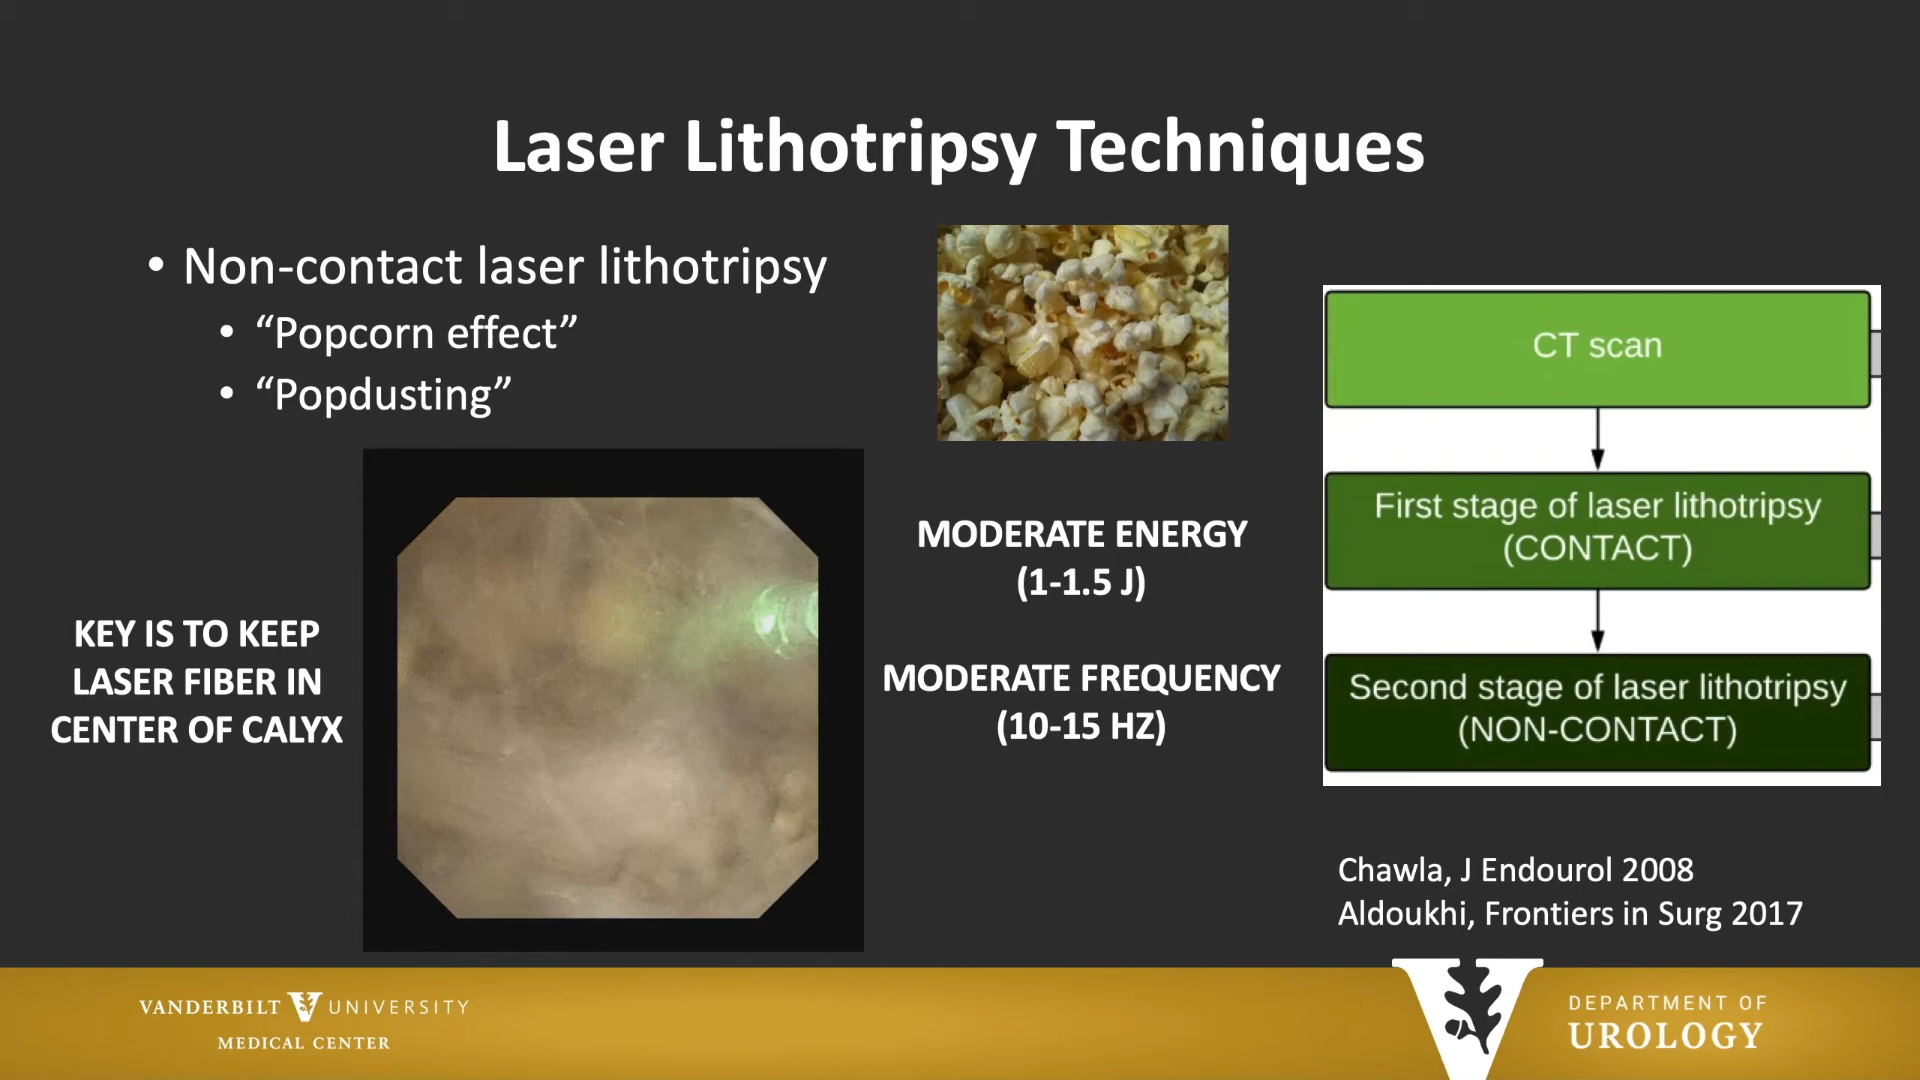 Laser Lithotripsy Techniques
• Non-contact laser lithotripsy
• “Popcorn effect”
• “Popdusting”
KEY IS TO KEEP
LASER FIBER IN
CENTER OF CALYX
MODERATE ENERGY
(1-1.5 J)
MODERATE FREQUENCY
(10-15 HZ)
CT scan
First stage of laser lithotripsy
(CONTACT)
Second stage of laser lithotripsy
(NON-CONTACT)
Chawla, J Endourol 2008
Aldoukhi, Frontiers in Surg 2017
VANDERBILT V UNIVERSITY
MEDICAL CENTER
V
DEPARTMENT OF
UROLOGY